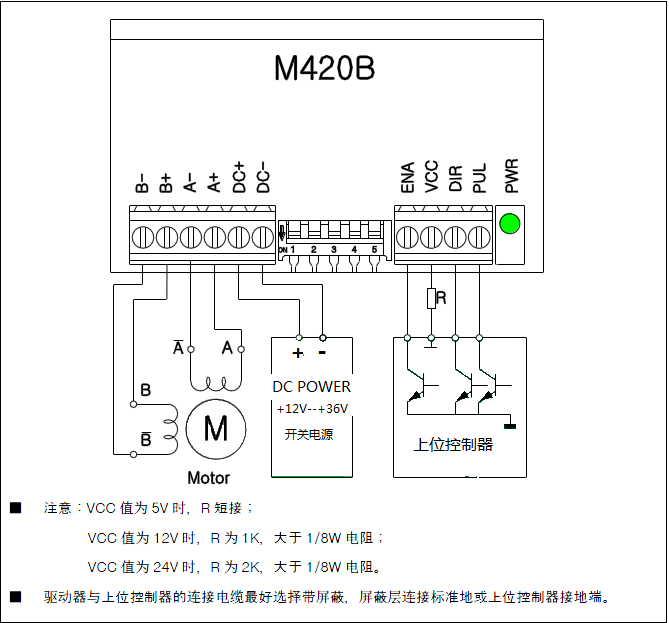 M420B
B- B+ A- A+ DC+ DC- ENA VCC DIR PUL PWR
ON 1 2 3 4 5
R
A̅ A + -
DC POWER
B +12V--+36V
B̅ M 开关电源 上位控制器
Motor
■ 注意：VCC 值为 5V 时，R 短接；
VCC 值为 12V 时，R 为 1K，大于 1/8W 电阻；
VCC 值为 24V 时，R 为 2K，大于 1/8W 电阻。
■ 驱动器与上位控制器的连接电缆最好选择带屏蔽，屏蔽层连接标准地或上位控制器接地端。